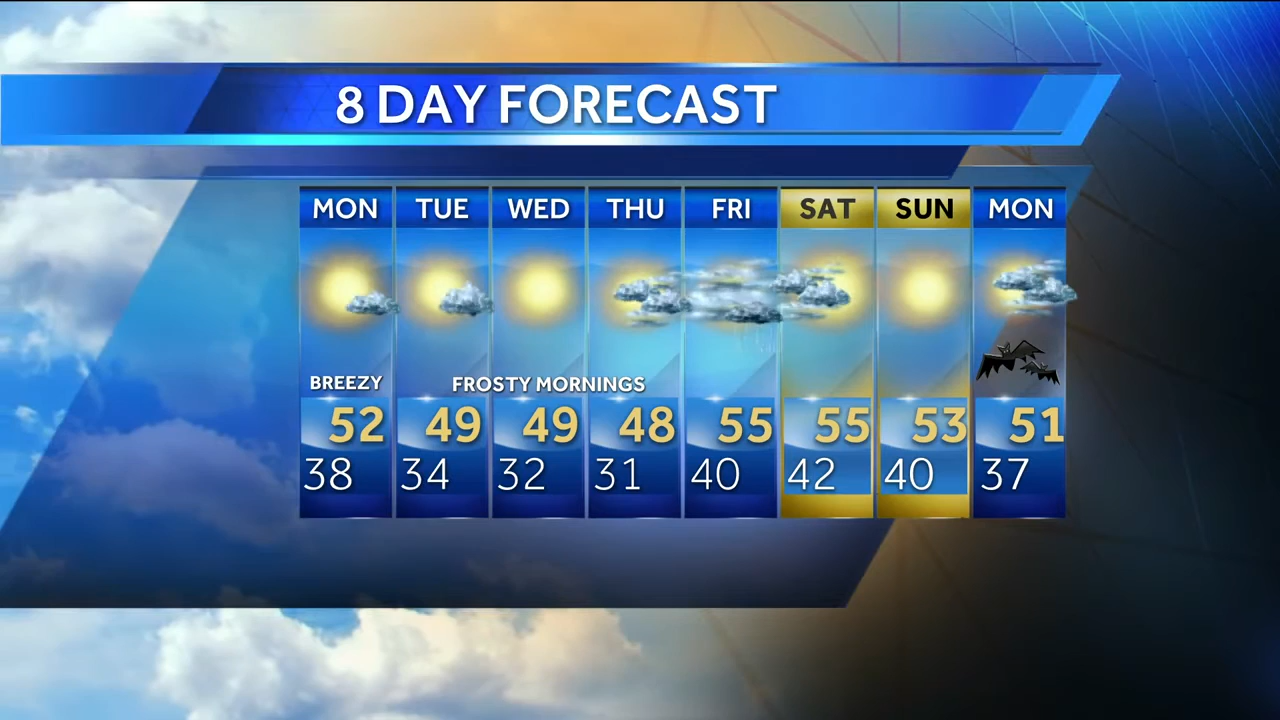 8 DAY FORECAST
MON TUE WED THU FRI SAT SUN MON
BREEZY FROSTY MORNINGS
52 49 49 48 55 55 53 51
38 34 32 31 40 42 40 37